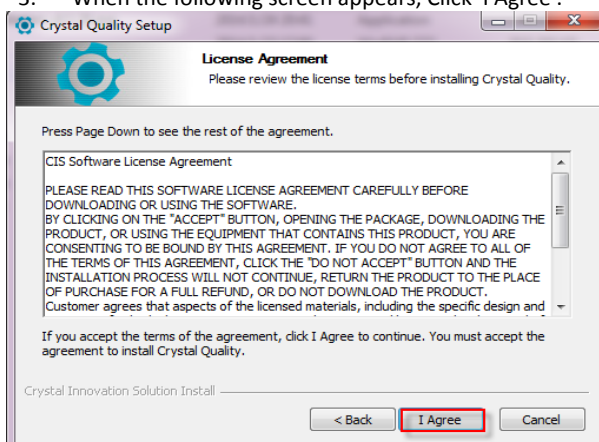 When the following screen appears, Click 'I Agree'.
Crystal Quality Setup
License Agreement
Please review the license terms before installing Crystal Quality.
Press Page Down to see the rest of the agreement.
CIS Software License Agreement
PLEASE READ THIS SOFTWARE LICENSE AGREEMENT CAREFULLY BEFORE
DOWNLOADING OR USING THE SOFTWARE.
BY CLICKING ON THE "ACCEPT" BUTTON, OPENING THE PACKAGE, DOWNLOADING THE
PRODUCT, OR USING THE EQUIPMENT THAT CONTAINS THIS PRODUCT, YOU ARE
CONSENTING TO BE BOUND BY THIS AGREEMENT. IF YOU DO NOT AGREE TO ALL OF
THE TERMS OF THIS AGREEMENT, CLICK THE "DO NOT ACCEPT" BUTTON AND THE
INSTALLATION PROCESS WILL NOT CONTINUE, RETURN THE PRODUCT TO THE PLACE
OF PURCHASE FOR A FULL REFUND, OR DO NOT DOWNLOAD THE PRODUCT.
Customer agrees that aspects of the licensed materials, including the specific design and
If you accept the terms of the agreement, click I Agree to continue. You must accept the
agreement to install Crystal Quality.
Crystal Innovation Solution Install
< Back I Agree Cancel